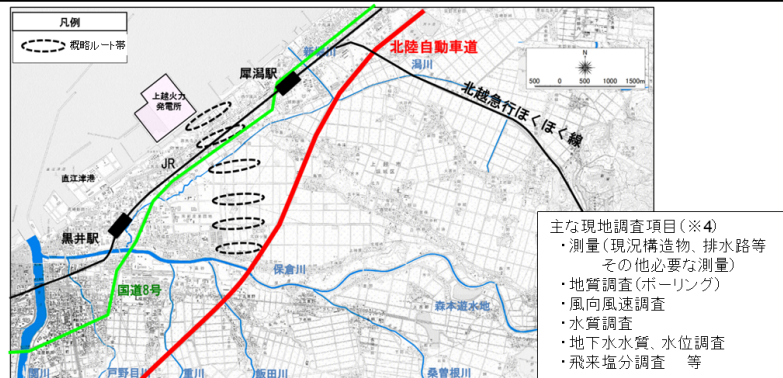 凡例
概略ルート帯
北陸自動車道
新堀川
潟川
犀潟駅
N
500 0 500 1000 1500m
上越火力
発電所
北越急行ほくほく線
JR
直江津港
黒井駅
主な現地調査項目(※4)
・測量(現況構造物、排水路等
その他必要な測量)
・地質調査(ボーリング)
・風向風速調査
・水質調査
・地下水水質、水位調査
・飛来塩分調査 等
保倉川
国道8号
森本遊水地
関川
戸野目川
重川
飯田川
桑曽根川